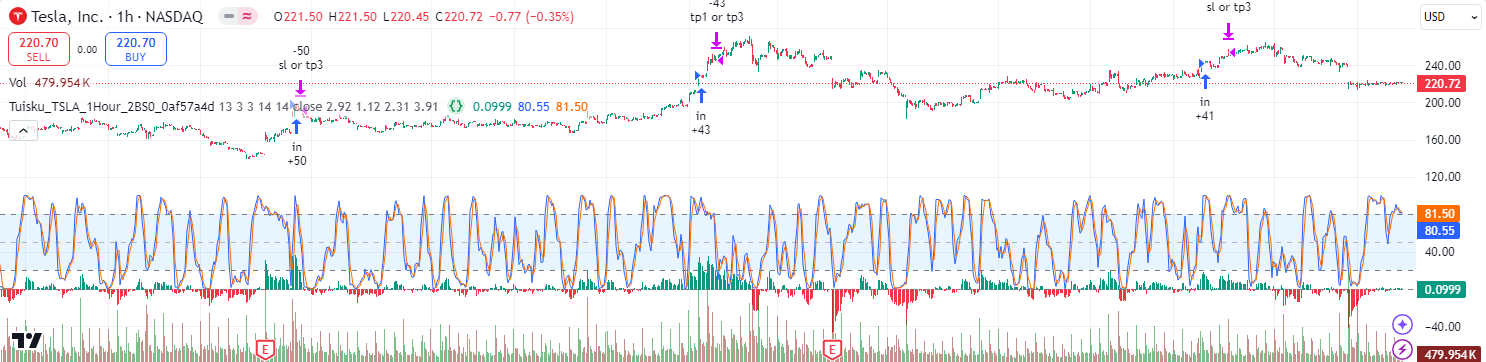 Tesla, Inc. · 1h · NASDAQ O221.50 H221.50 L220.45 C220.72 −0.77 (−0.35%)
USD
220.70 SELL
0.00
220.70 BUY
Vol 479.954 K
Tuisku_TSLA_1Hour_2BS0_0af57a4d 13 3 3 14 14 close 2.92 1.12 2.31 3.91 {} 0.0999 80.55 81.50
-50
sl or tp3
in
+50
-43
tp1 or tp3
in
+43
sl or tp3
in
+41
240.00
220.72
200.00
160.00
120.00
81.50
80.55
40.00
0.0999
−40.00
479.954 K
E
E